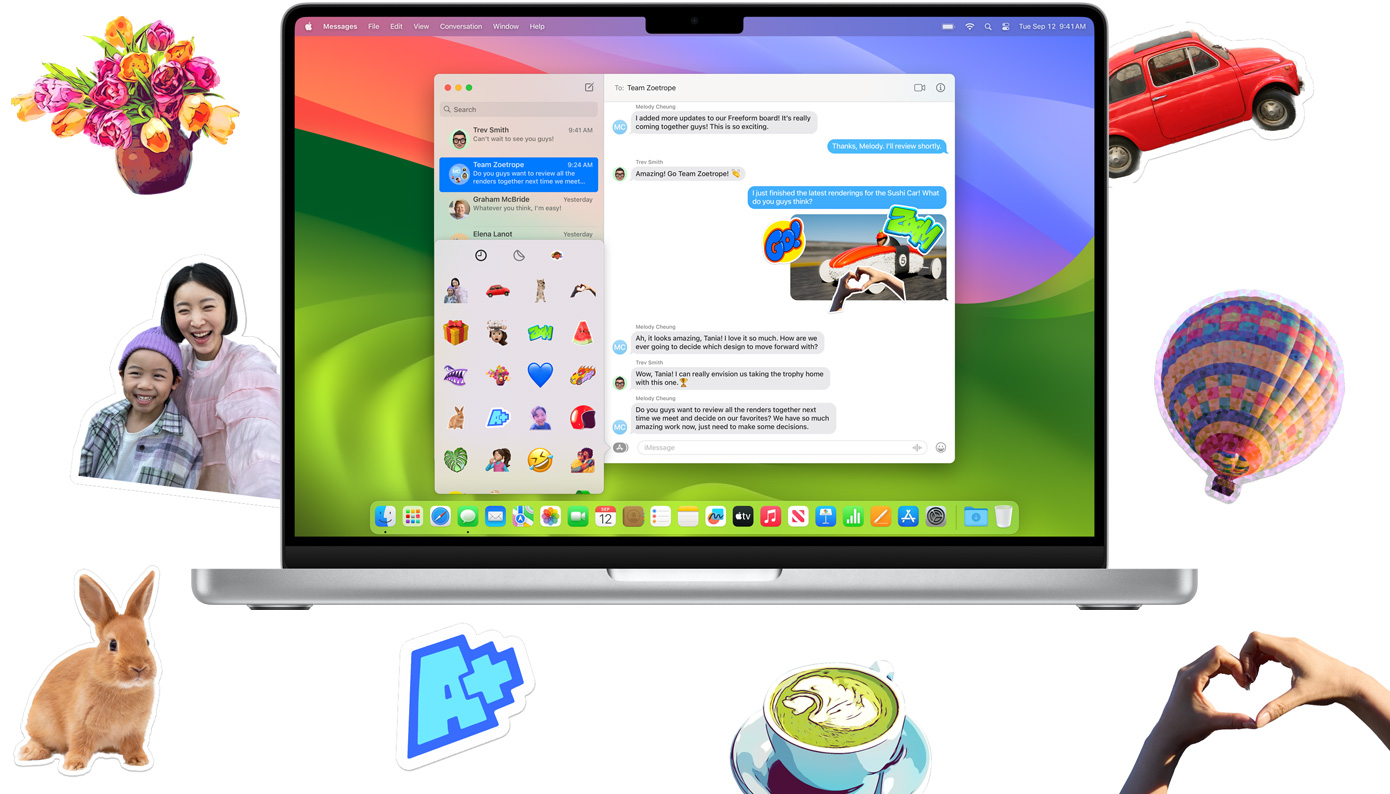 Messages File Edit View Conversation Window Help
Tue Sep 12 9:41 AM
Search
Trev Smith 9:41 AM
Can't wait to see you guys!
Team Zoetrope 9:24 AM
Do you guys want to review all the
renders together next time we meet...
Graham McBride Yesterday
Whatever you think, I'm easy!
Elena Lanot Yesterday
ZOOM
A+
To: Team Zoetrope
Melody Cheung
MC
I added more updates to our Freeform board! It's really
coming together guys! This is so exciting.
Thanks, Melody. I'll review shortly.
Trev Smith
Amazing! Go Team Zoetrope! 👏
I just finished the latest renderings for the Sushi Car! What
do you guys think?
GO!
ZOOM
5
Melody Cheung
MC
Ah, it looks amazing, Tania! I love it so much. How are we
ever going to decide which design to move forward with?
Trev Smith
Wow, Tania! I can really envision us taking the trophy home
with this one. 🏆
Melody Cheung
MC
Do you guys want to review all the renders together next
time we meet and decide on our favorites? We have so much
amazing work now, just need to make some decisions.
iMessage
SEP
12
tv
A+